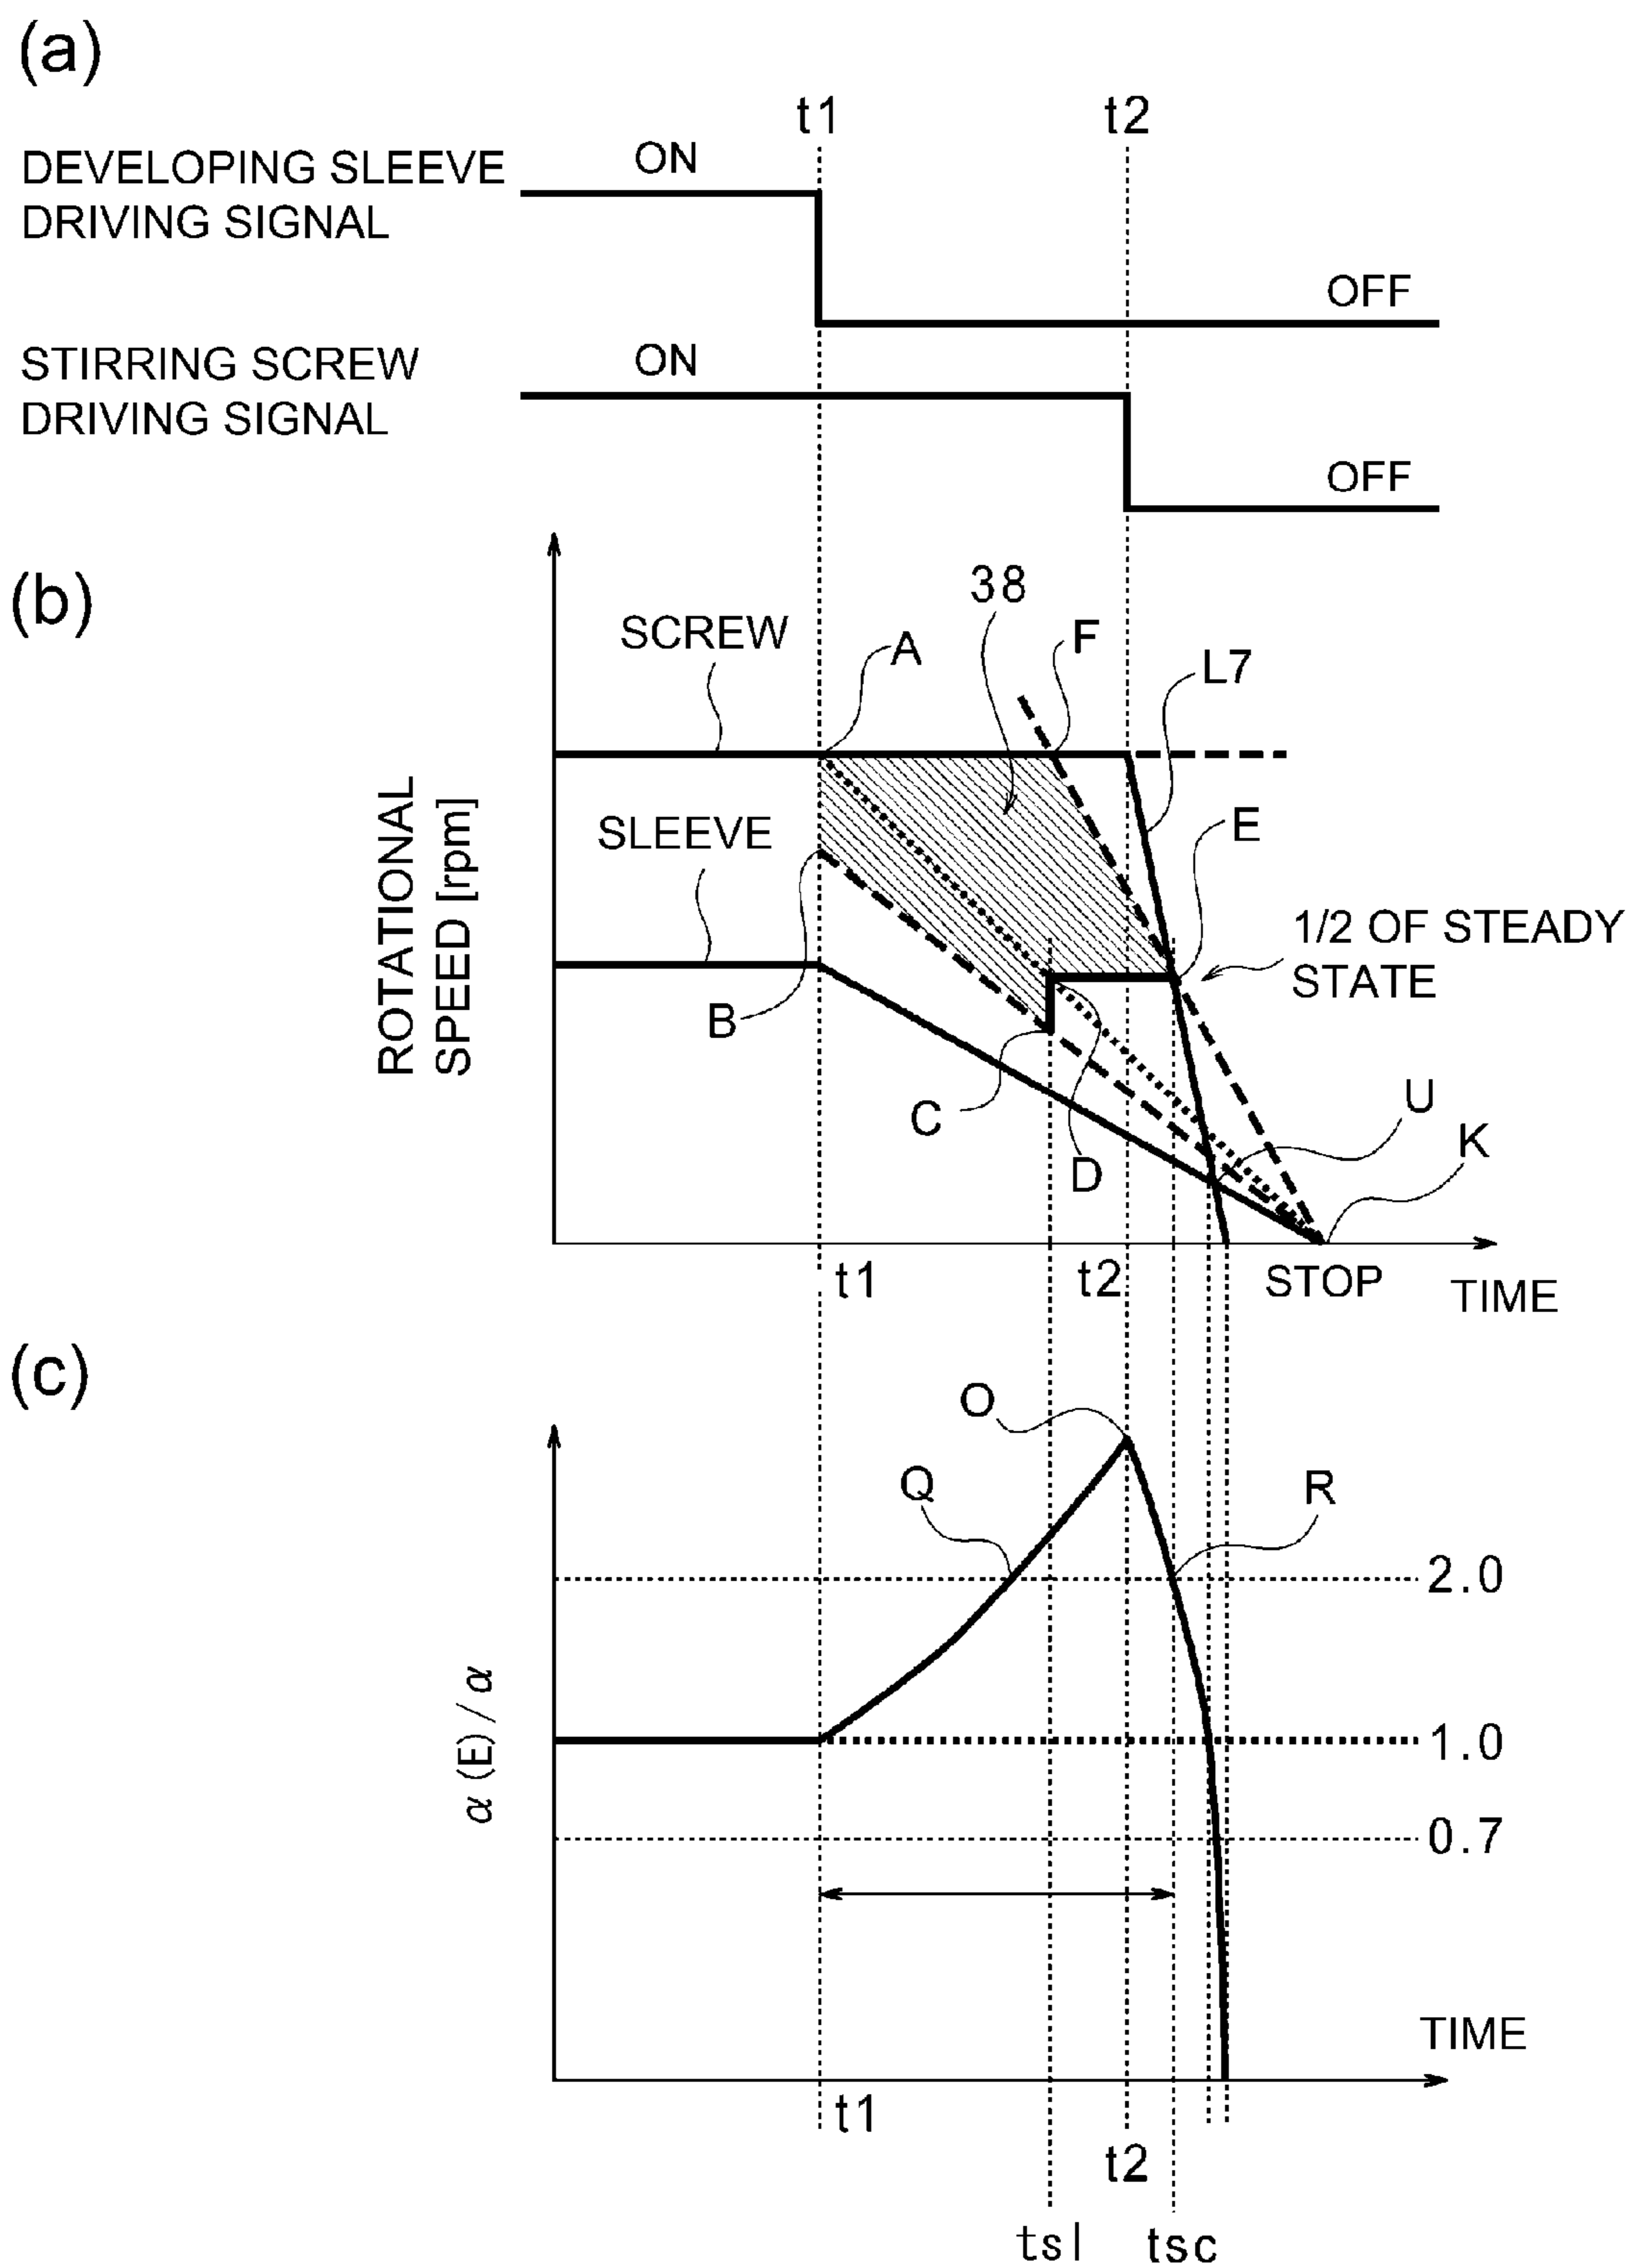 (a)
t1
t2
DEVELOPING SLEEVE
DRIVING SIGNAL
ON
OFF
STIRRING SCREW
DRIVING SIGNAL
ON
OFF
(b)
38
F
SCREW
A
L7
SLEEVE
E
ROTATIONAL
SPEED [rpm]
1/2 OF STEADY
STATE
B
C
D
U
K
t1
t2
STOP
TIME
(c)
O
Q
R
2.0
α (E) / α
1.0
0.7
TIME
t1
t2
tsl
tsc